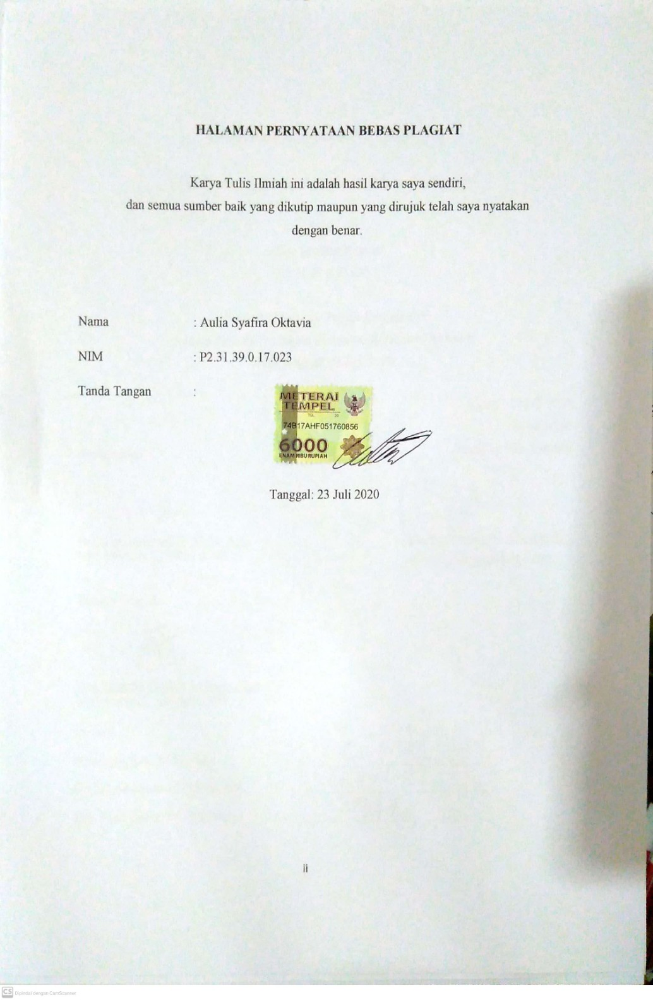 HALAMAN PERNYATAAN BEBAS PLAGIAT
Karya Tulis Ilmiah ini adalah hasil karya saya sendiri,
dan semua sumber baik yang dikutip maupun yang dirujuk telah saya nyatakan
dengan benar.
Nama : Aulia Syafira Oktavia
NIM : P2.31.39.0.17.023
Tanda Tangan :
METERAI
TEMPEL
TGL. 20
74B17AHF051760856
6000
ENAM RIBU RUPIAH
Tanggal: 23 Juli 2020
ii
CS Dipindai dengan CamScanner